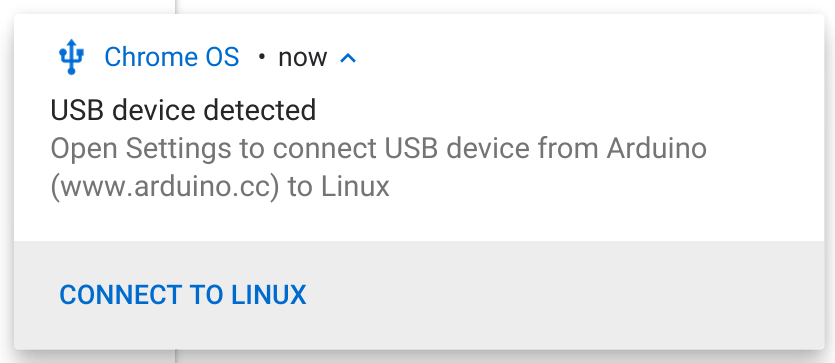 Chrome OS • now
USB device detected
Open Settings to connect USB device from Arduino
(www.arduino.cc) to Linux
CONNECT TO LINUX